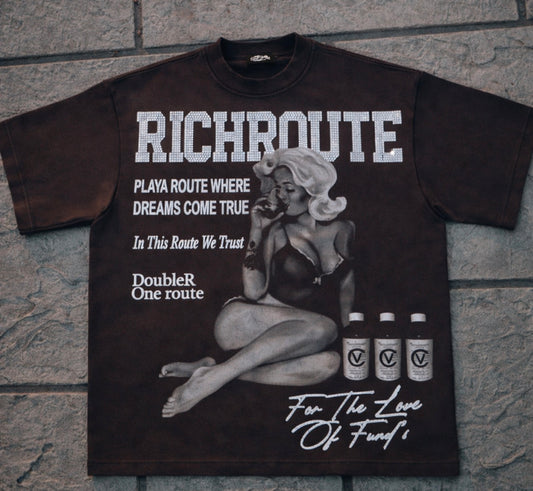 RICHROUTE
PLAYA ROUTE WHERE
DREAMS COME TRUE
In This Route We Trust
DoubleR
One route
For The Love
Of Fund's